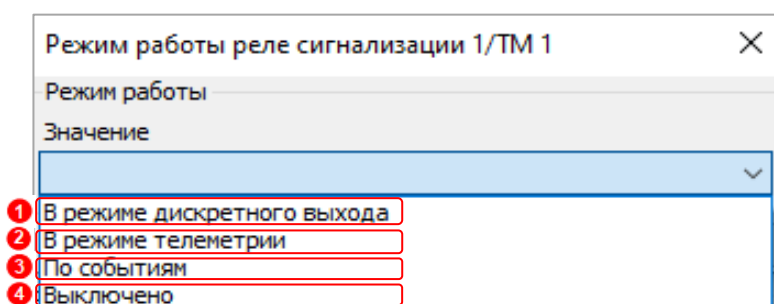 Режим работы реле сигнализации 1/ТМ 1
Режим работы
Значение
1 В режиме дискретного выхода
2 В режиме телеметрии
3 По событиям
4 Выключено